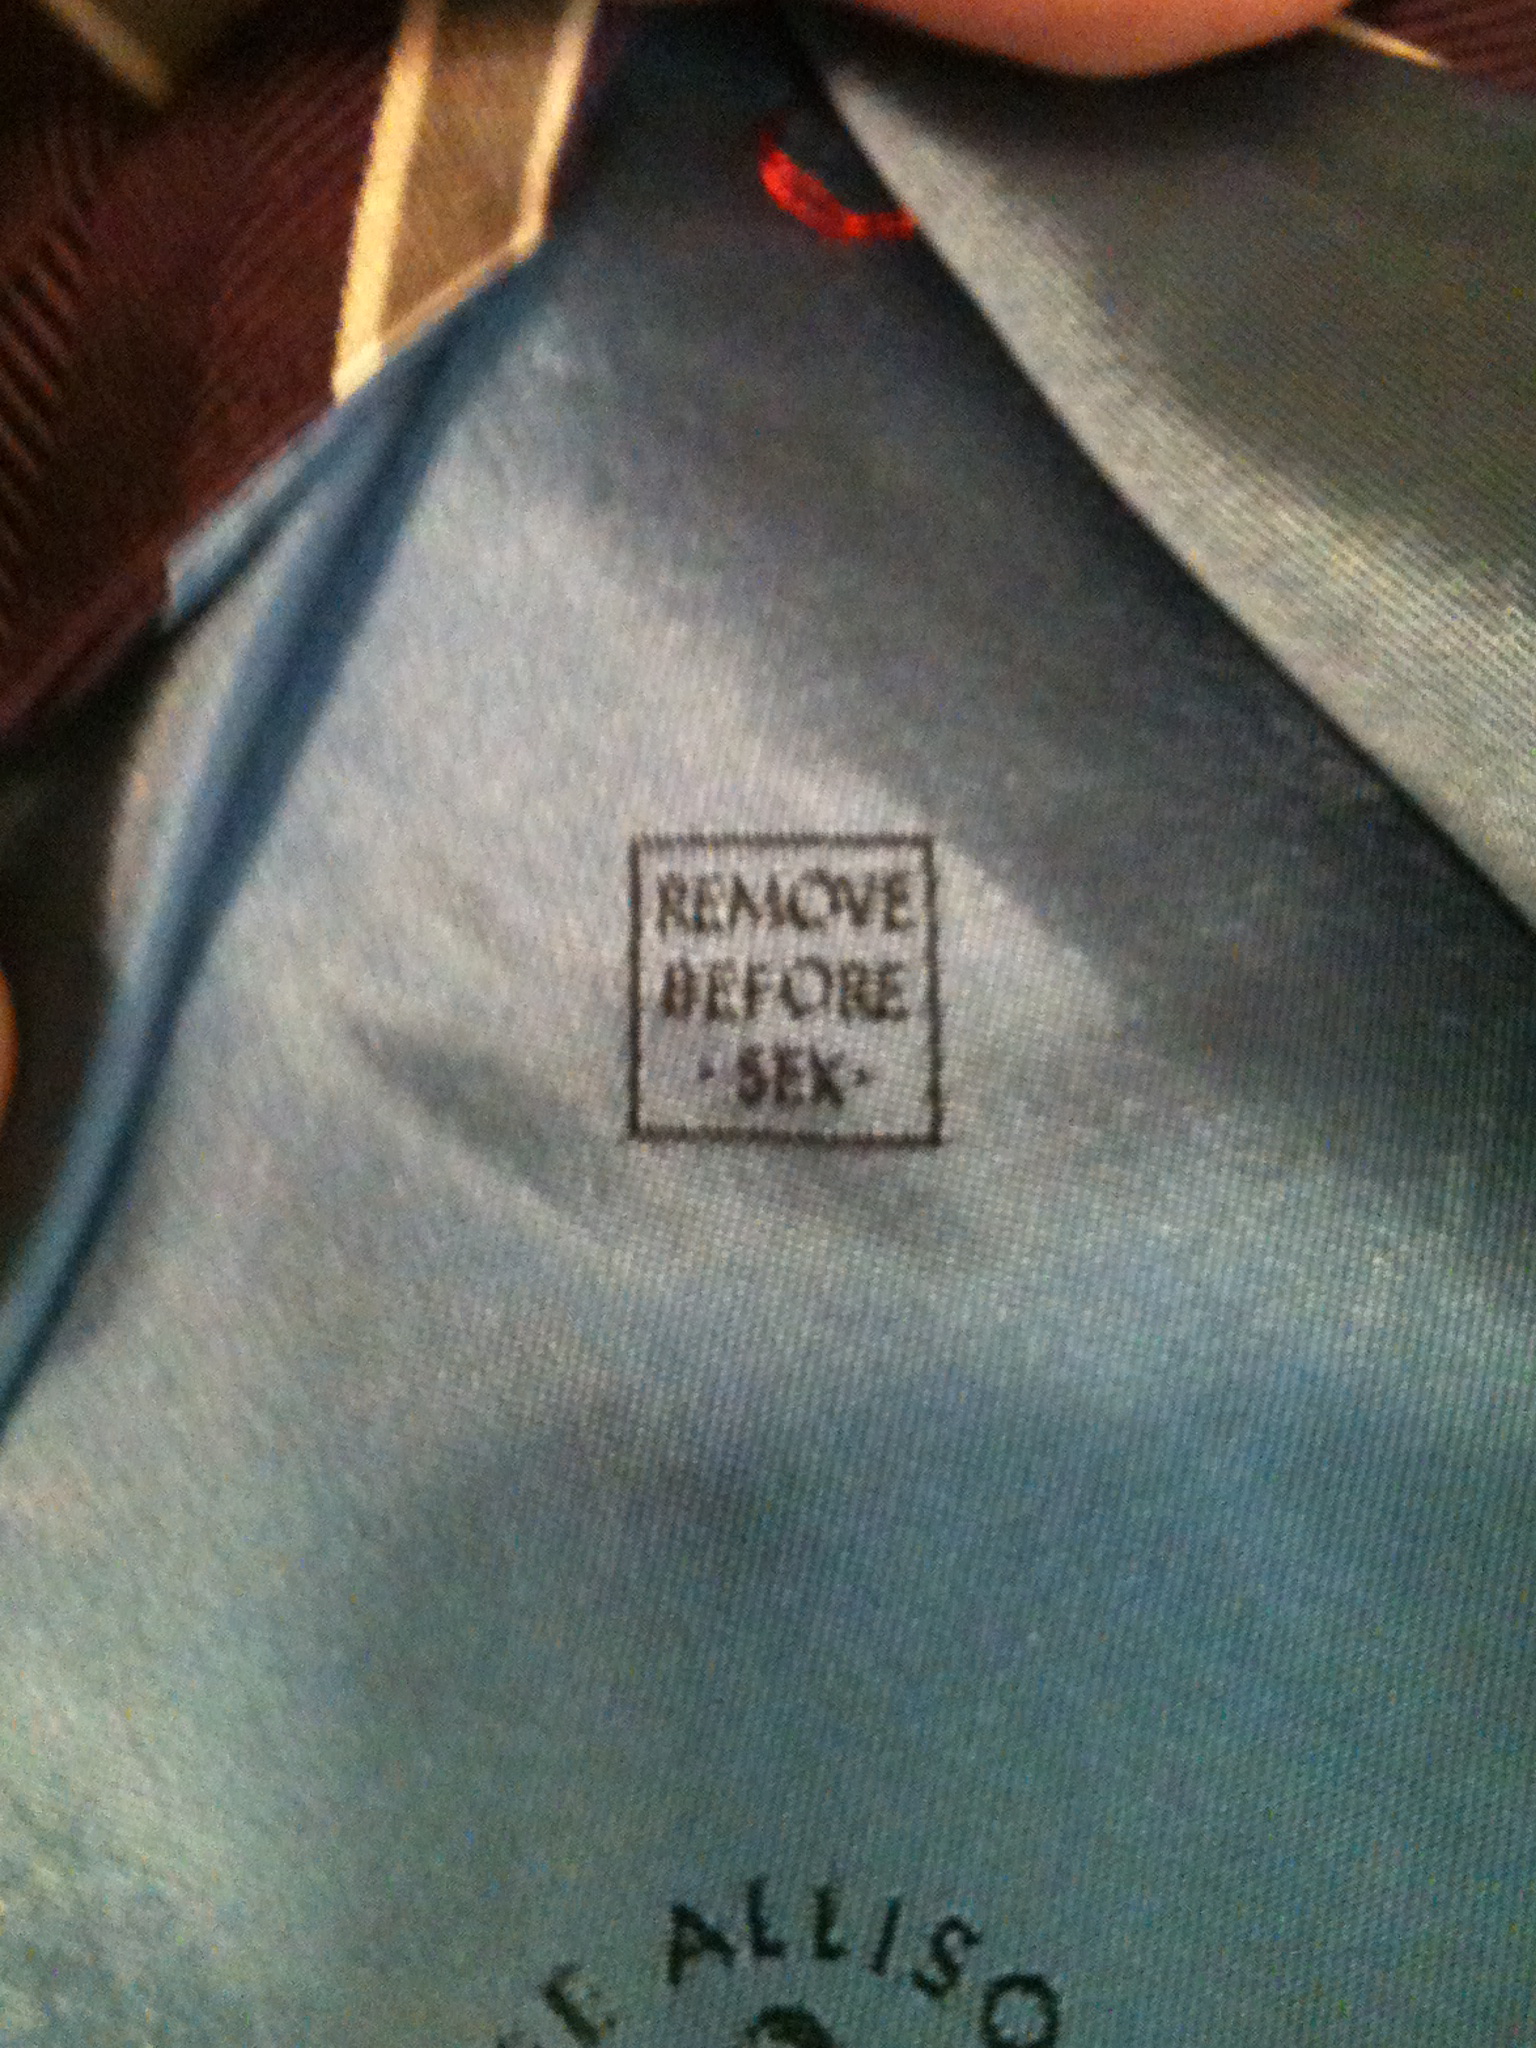 REMOVE
BEFORE
· SEX ·
ALLISO